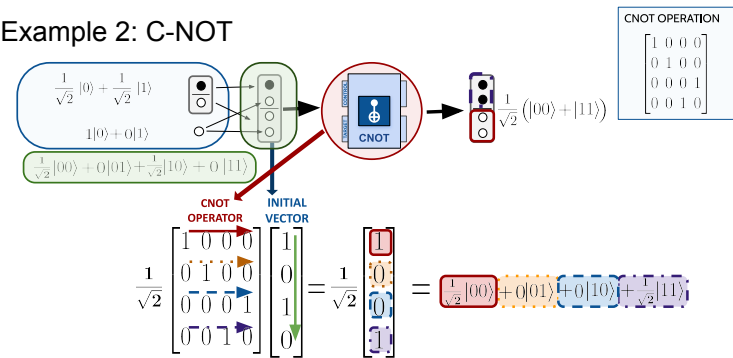 Example 2: C-NOT
CNOT OPERATION
1 0 0 0
0 1 0 0
0 0 0 1
0 0 1 0
1/√2 |0⟩ + 1/√2 |1⟩
1|0⟩+0|1⟩
CONTROL
TARGET
CNOT
1/√2 (|00⟩+|11⟩)
1/√2|00⟩+0|01⟩+1/√2|10⟩+0|11⟩
CNOT OPERATOR
INITIAL VECTOR
1/√2 [1 0 0 0] [1] = 1/√2 [1] = 1/√2|00⟩+0|01⟩+0|10⟩+1/√2|11⟩
0 1 0 0 0 0
0 0 0 1 1 0
0 0 1 0 0 1